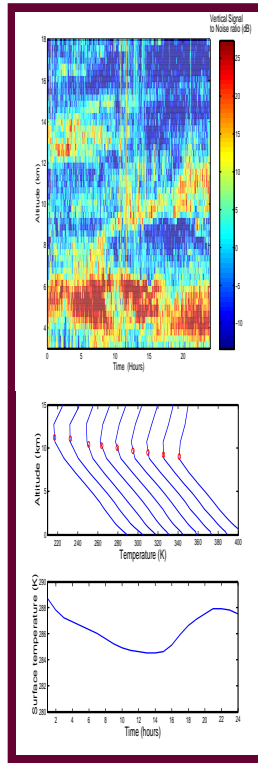 Vertical Signal
to Noise ratio (dB)
18
16
14
12
10
8
6
4
Altitude (km)
0 5 10 15 20
Time (Hours)
25
20
15
10
5
0
-5
-10
15
10
5
0
Altitude (km)
220 240 260 280 300 320 340 360 380 400
Temperature (K)
290
288
286
284
282
280
Surface temperature (K)
2 4 6 8 10 12 14 16 18 20 22 24
Time (hours)